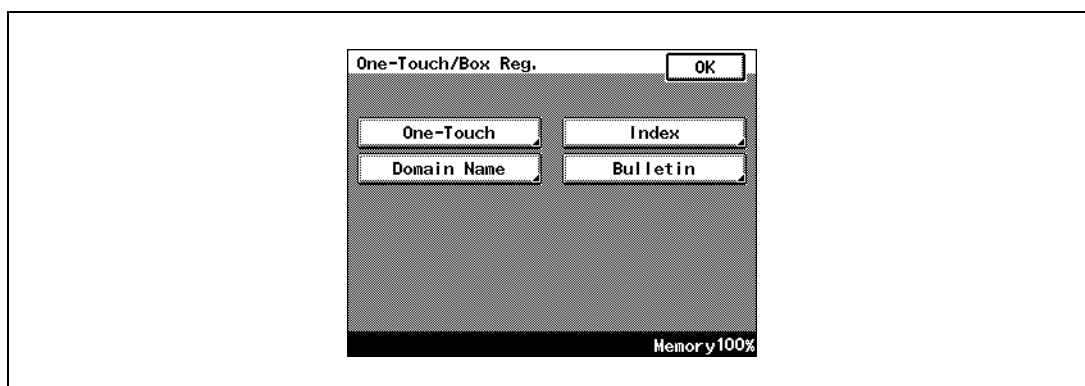 One-Touch/Box Reg. OK
One-Touch Index
Domain Name Bulletin
Memory100%